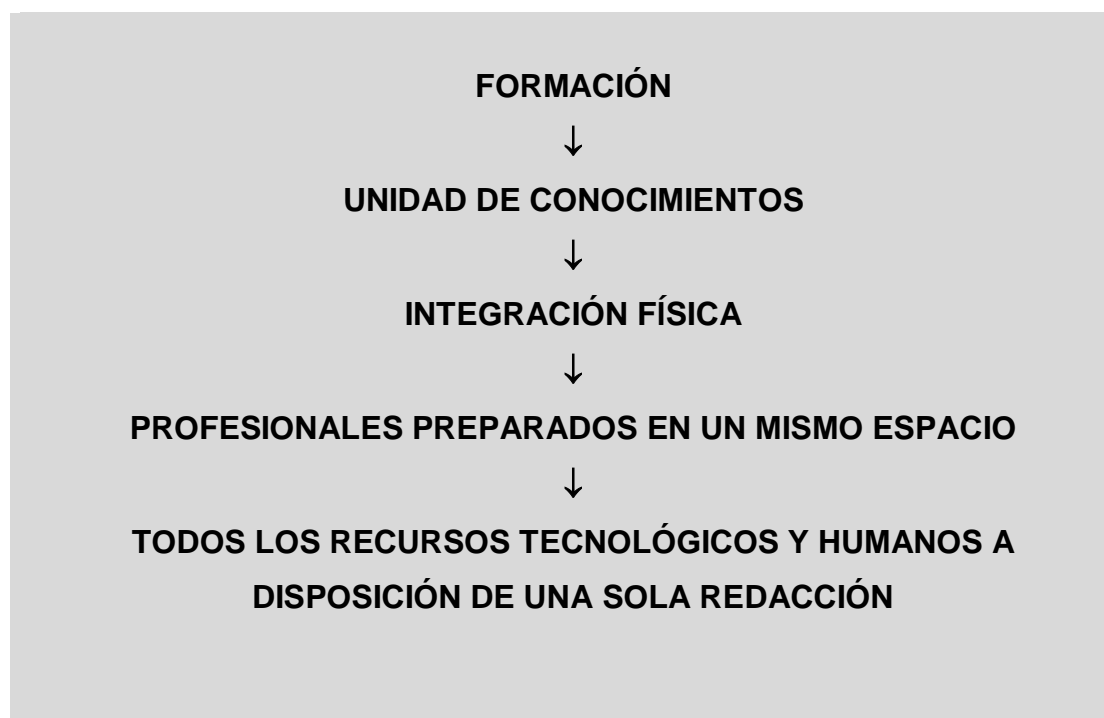 FORMACIÓN
↓
UNIDAD DE CONOCIMIENTOS
↓
INTEGRACIÓN FÍSICA
↓
PROFESIONALES PREPARADOS EN UN MISMO ESPACIO
↓
TODOS LOS RECURSOS TECNOLÓGICOS Y HUMANOS A
DISPOSICIÓN DE UNA SOLA REDACCIÓN